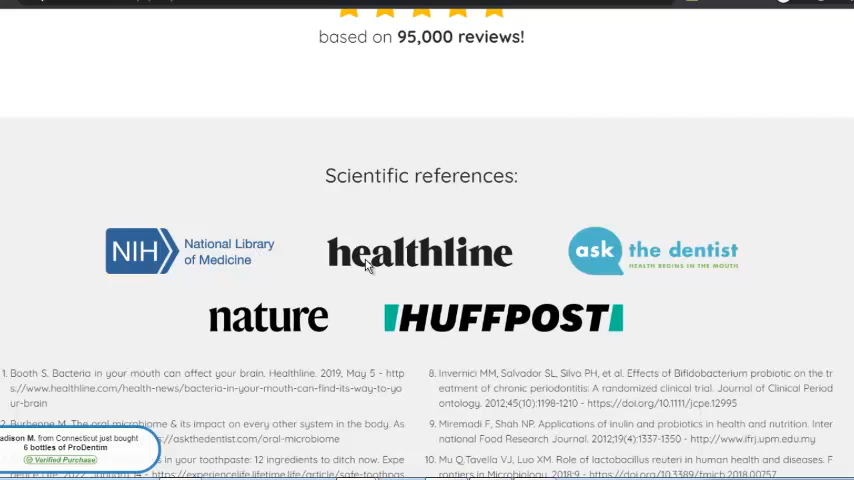 based on 95,000 reviews!
Scientific references:
NIH National Library of Medicine
healthline
ask the dentist
HEALTH BEGINS IN THE MOUTH
nature
HUFFPOST
1. Booth S. Bacteria in your mouth can affect your brain. Healthline. 2019, May 5 - http
s://www.healthline.com/health-news/bacteria-in-your-mouth-can-find-its-way-to-yo
ur-brain
2. Burhenne M. The oral microbiome & its impact on every other system in the body. As
://askthedentist.com/oral-microbiome
s in your toothpaste: 12 ingredients to ditch now. Expe
2022, January 14 - https://experiencelife.lifetime.life/article/safe-toothpas
8. Invernici MM, Salvador SL, Silva PH, et al. Effects of Bifidobacterium probiotic on the tr
eatment of chronic periodontitis: A randomized clinical trial. Journal of Clinical Period
ontology. 2012;45(10):1198-1210 - https://doi.org/10.1111/jcpe.12995
9. Miremadi F, Shah NP. Applications of inulin and probiotics in health and nutrition. Inter
national Food Research Journal. 2012;19(4):1337-1350 - http://www.ifrj.upm.edu.my
10. Mu Q,Tavella VJ, Luo XM. Role of lactobacillus reuteri in human health and diseases. F
rontiers in Microbiology. 2018;9 - https://doi.org/10.3389/fmicb.2018.00757
adison M. from Connecticut just bought
6 bottles of ProDentim
Verified Purchase